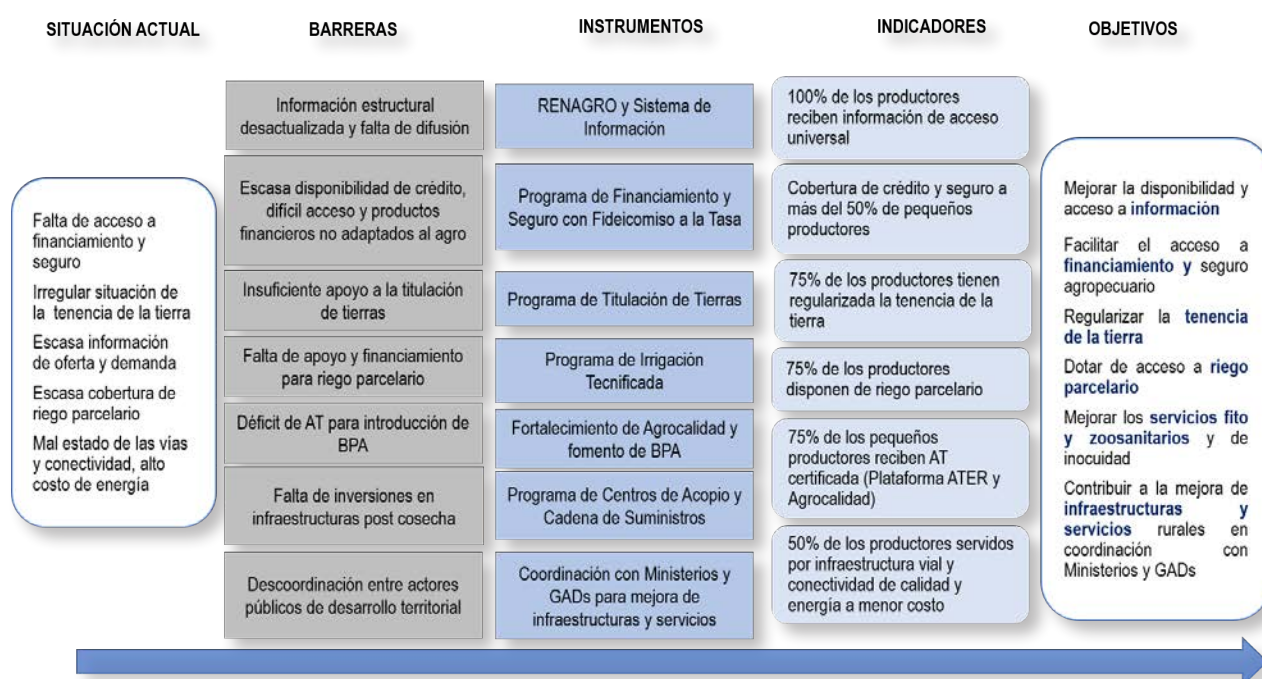 SITUACIÓN ACTUAL
BARRERAS
INSTRUMENTOS
INDICADORES
OBJETIVOS
Falta de acceso a
financiamiento y
seguro
Irregular situación de
la tenencia de la tierra
Escasa información
de oferta y demanda
Escasa cobertura de
riego parcelario
Mal estado de las vías
y conectividad, alto
costo de energía
Información estructural
desactualizada y falta de difusión
Escasa disponibilidad de crédito,
difícil acceso y productos
financieros no adaptados al agro
Insuficiente apoyo a la titulación
de tierras
Falta de apoyo y financiamiento
para riego parcelario
Déficit de AT para introducción de
BPA
Falta de inversiones en
infraestructuras post cosecha
Descoordinación entre actores
públicos de desarrollo territorial
RENAGRO y Sistema de
Información
Programa de Financiamiento y
Seguro con Fideicomiso a la Tasa
Programa de Titulación de Tierras
Programa de Irrigación
Tecnificada
Fortalecimiento de Agrocalidad y
fomento de BPA
Programa de Centros de Acopio y
Cadena de Suministros
Coordinación con Ministerios y
GADs para mejora de
infraestructuras y servicios
100% de los productores
reciben información de acceso
universal
Cobertura de crédito y seguro a
más del 50% de pequeños
productores
75% de los productores tienen
regularizada la tenencia de la
tierra
75% de los productores
disponen de riego parcelario
75% de los pequeños
productores reciben AT
certificada (Plataforma ATER y
Agrocalidad)
50% de los productores servidos
por infraestructura vial y
conectividad de calidad y
energía a menor costo
Mejorar la disponibilidad y
acceso a información
Facilitar el acceso a
financiamiento y seguro
agropecuario
Regularizar la tenencia
de la tierra
Dotar de acceso a riego
parcelario
Mejorar los servicios fito
y zoosanitarios y de
inocuidad
Contribuir a la mejora de
infraestructuras y
servicios rurales en
coordinación con
Ministerios y GADs